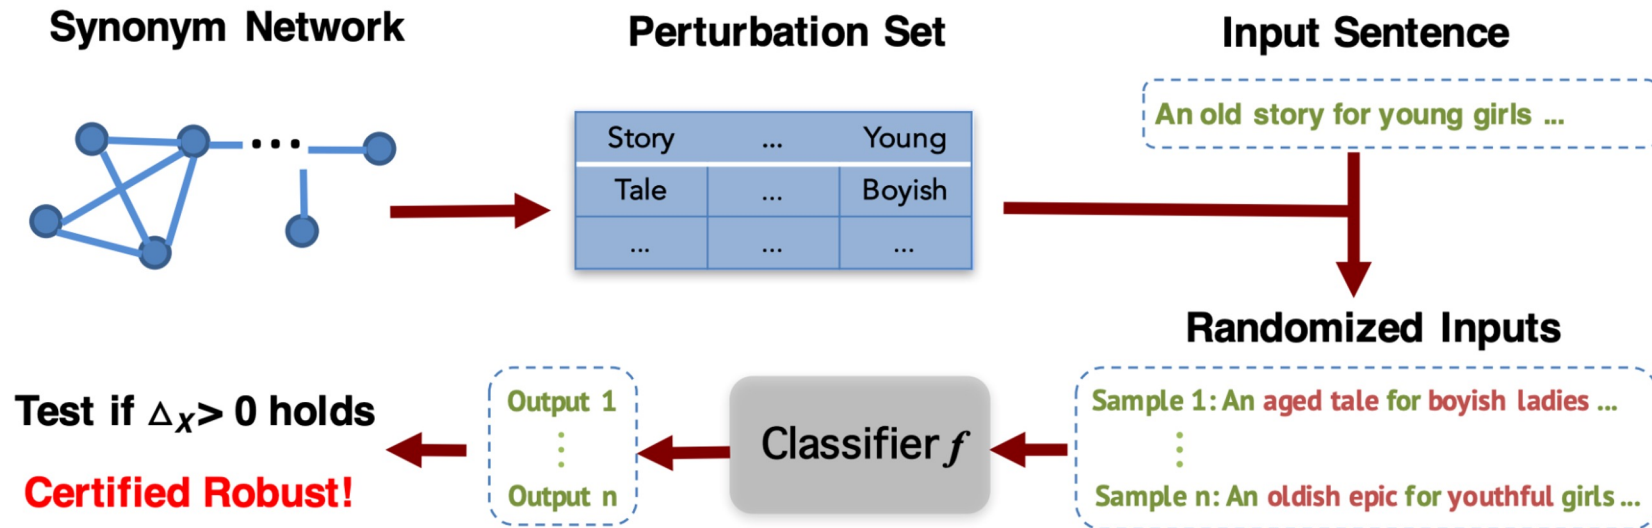 Synonym Network
Perturbation Set
Input Sentence
An old story for young girls ...
...
Story ... Young
Tale ... Boyish
... ... ...
Randomized Inputs
Sample 1: An aged tale for boyish ladies ...
⋮
Sample n: An oldish epic for youthful girls ...
Classifier f
Output 1
⋮
Output n
Test if △x > 0 holds
Certified Robust!